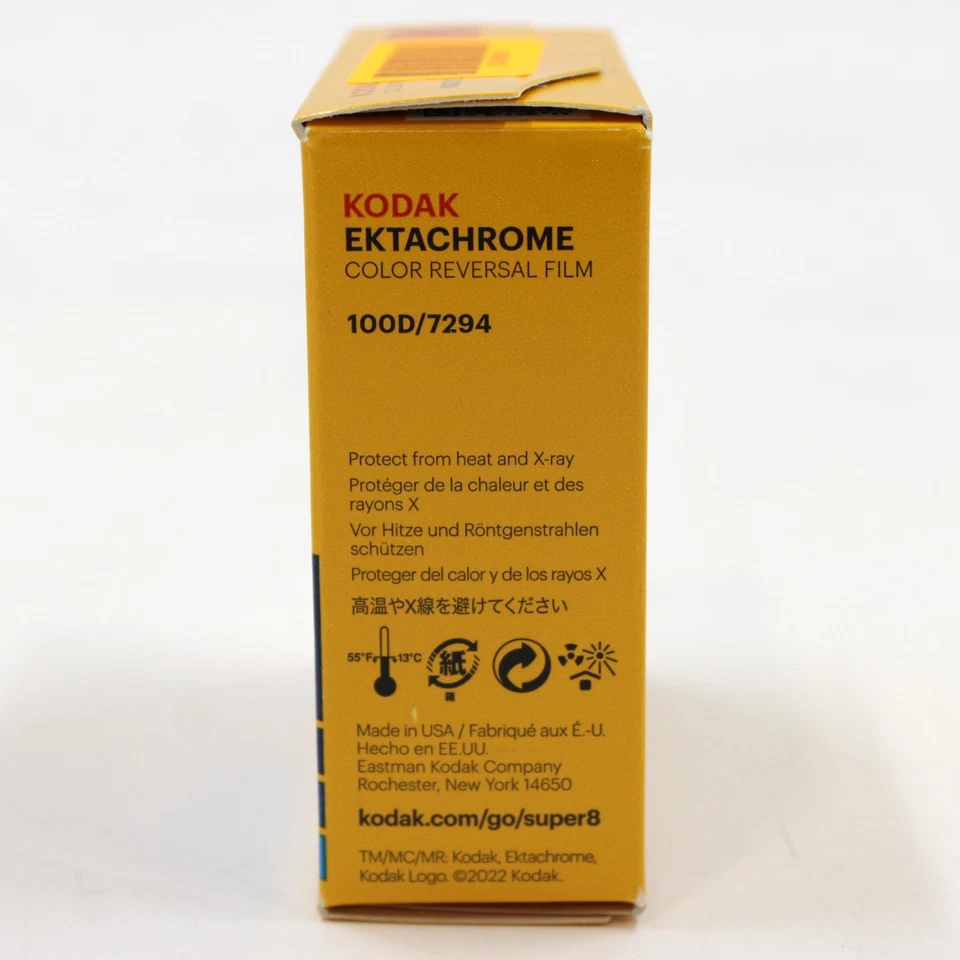 KODAK
KODAK
EKTACHROME
COLOR REVERSAL FILM
100D/7294
Protect from heat and X-ray
Protéger de la chaleur et des
rayons X
Vor Hitze und Röntgenstrahlen
schützen
Proteger del calor y de los rayos X
高温やX線を避けてください
55°F 13°C 紙
箱
Made in USA / Fabriqué aux É.-U.
Hecho en EE.UU.
Eastman Kodak Company
Rochester, New York 14650
kodak.com/go/super8
TM/MC/MR: Kodak, Ektachrome,
Kodak Logo. ©2022 Kodak.